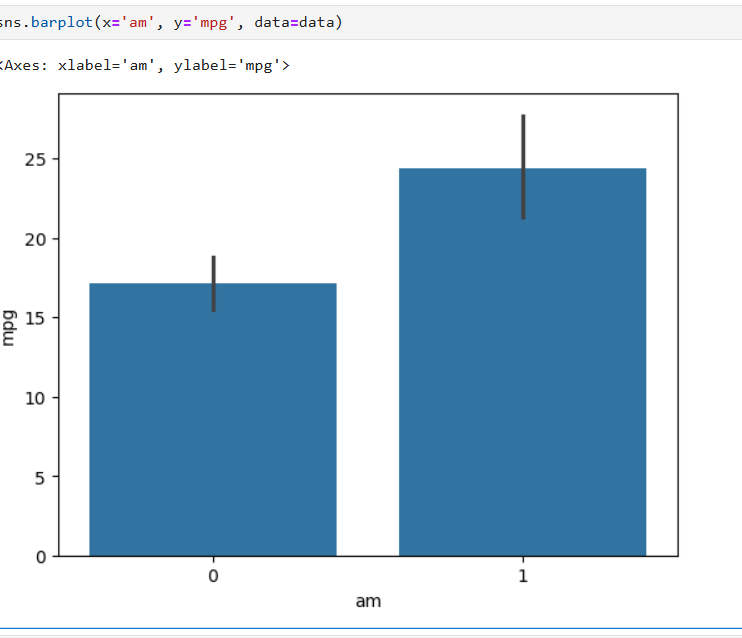 sns.barplot(x='am', y='mpg', data=data)
<Axes: xlabel='am', ylabel='mpg'>
25
20
15
10
5
0
mpg
0 1
am